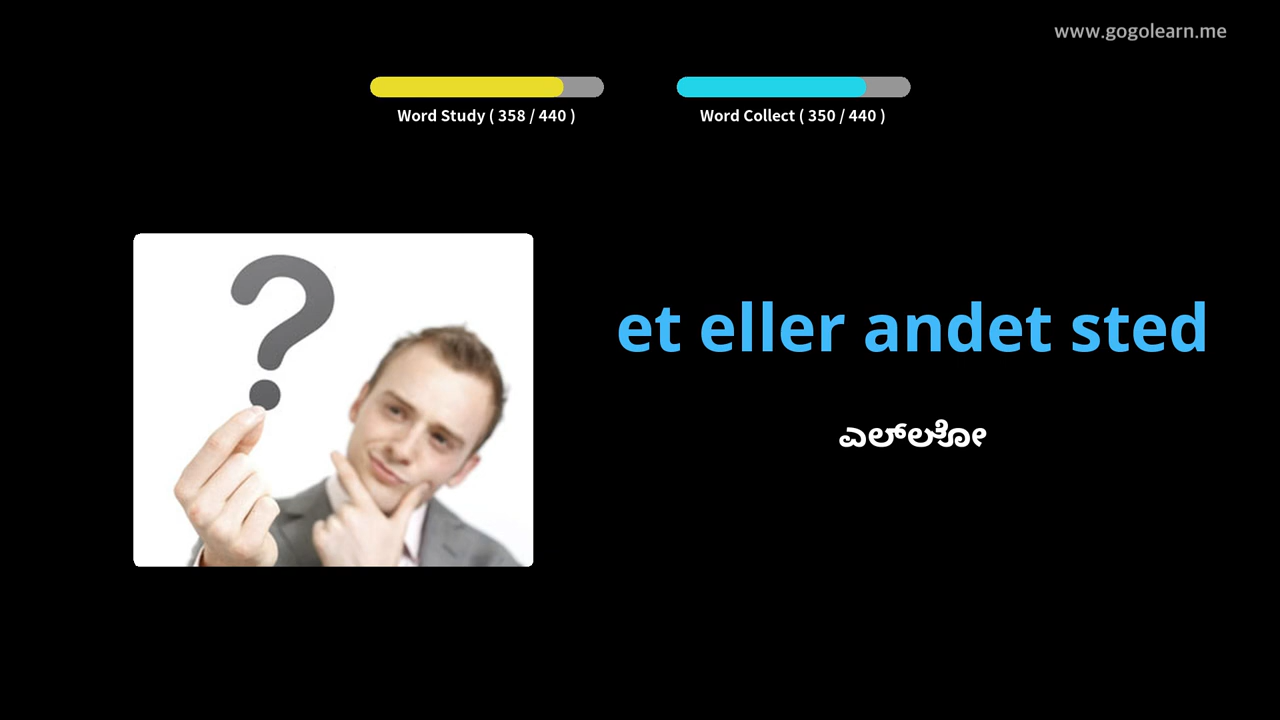 www.gogolearn.me
Word Study ( 358 / 440 )
Word Collect ( 350 / 440 )
et eller andet sted
ಎಲ್ಲೋ